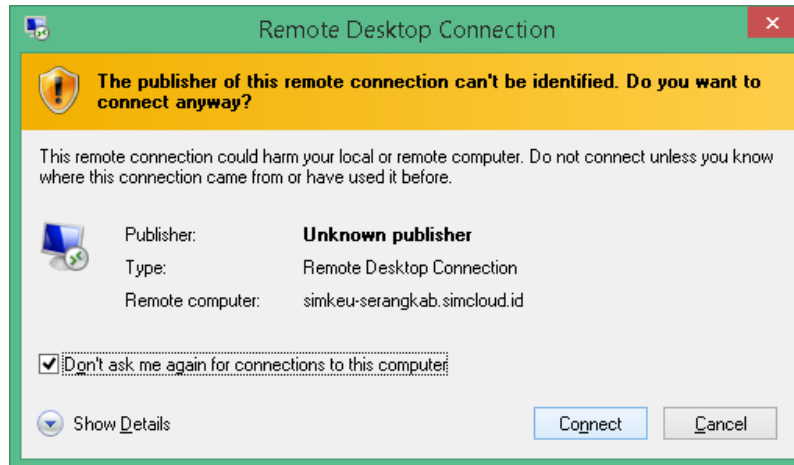 Remote Desktop Connection
The publisher of this remote connection can't be identified. Do you want to
connect anyway?
This remote connection could harm your local or remote computer. Do not connect unless you know
where this connection came from or have used it before.
Publisher: Unknown publisher
Type: Remote Desktop Connection
Remote computer: simkeu-serangkab.simcloud.id
Don't ask me again for connections to this computer
Show Details Connect Cancel